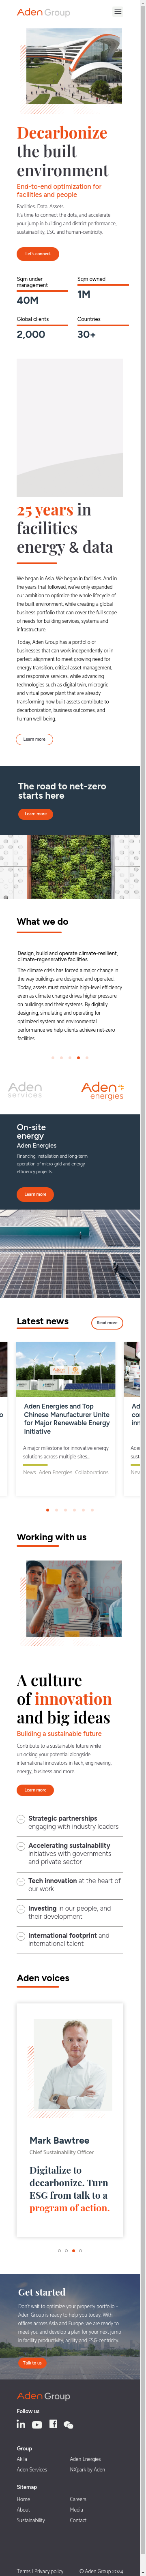 Aden Group
Decarbonize
the built
environment
End-to-end optimization for
facilities and people
Facilities. Data. Assets.
It's time to connect the dots, and accelerate
your jump in building and district performance,
sustainability, ESG and human-centricity.
Let's connect
Sqm under
management
40M
Sqm owned
1M
Global clients
2,000
Countries
30+
25 years in
facilities
energy & data
We began in Asia. We began in facilities. And in
the years that followed, we've only expanded
our ambition to optimize the whole lifecycle of
the built environment, while creating a global
business portfolio that can cover the full range
of needs for building services, systems and
infrastructure.
Today, Aden Group has a portfolio of
businesses that can work independently or in
perfect alignment to meet growing need for
energy transition, critical asset management,
and responsive services, while advancing
technologies such as digital twin, microgrid
and virtual power plant that are already
transforming how built assets contribute to
decarbonization, business outcomes, and
human well-being.
Learn more
The road to net-zero
starts here
Learn more
What we do
Design, build and operate climate-resilient,
climate-regenerative facilities
The climate crisis has forced a major change in
the way buildings are designed and operated.
Today, assets must maintain high-level efficiency
even as climate change drives higher pressure
on buildings and their systems. By digitally
designing, simulating and operating for
optimized system and environmental
performance we help clients achieve net-zero
facilities.
Aden
services
Aden
energies
On-site
energy
Aden Energies
Financing, installation and long-term
operation of micro-grid and energy
efficiency projects.
Learn more
Latest news
Read more
Aden Energies and Top
Chinese Manufacturer Unite
for Major Renewable Energy
Initiative
A major milestone for innovative energy
solutions across multiple sites...
News Aden Energies Collaborations
Working with us
A culture
of innovation
and big ideas
Building a sustainable future
Contribute to a sustainable future while
unlocking your potential alongside
international innovators in tech, engineering,
energy, business and more.
Learn more
Strategic partnerships
engaging with industry leaders
Accelerating sustainability
initiatives with governments
and private sector
Tech innovation at the heart of
our work
Investing in our people, and
their development
International footprint and
international talent
Aden voices
Mark Bawtree
Chief Sustainability Officer
Digitalize to
decarbonize. Turn
ESG from talk to a
program of action.
Get started
Don't wait to optimize your property portfolio –
Aden Group is ready to help you today. With
offices across Asia and Europe, we are ready to
meet you and develop a plan for your next jump
in facility productivity, agility and ESG centricity.
Talk to us
Aden Group
Follow us
Group
Akila
Aden Energies
Aden Services
NXpark by Aden
Sitemap
Home
Careers
About
Media
Sustainability
Contact
Terms | Privacy policy
© Aden Group 2024